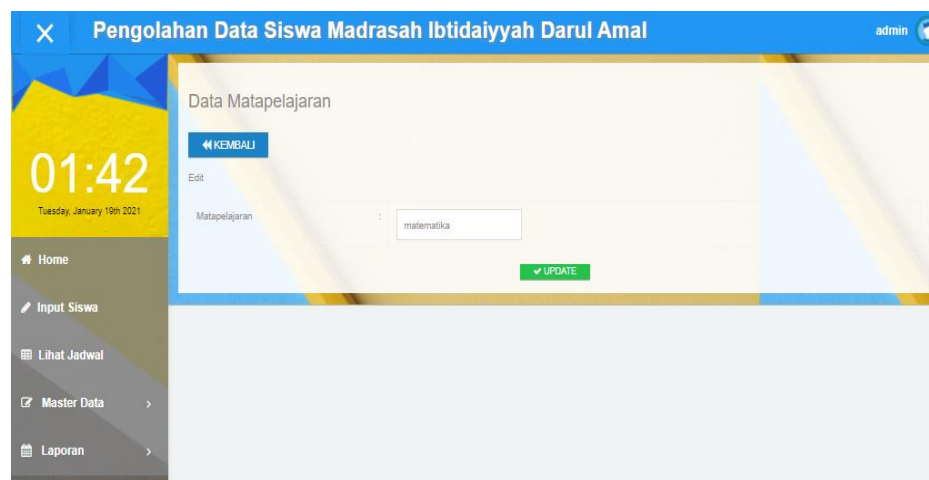 Pengolahan Data Siswa Madrasah Ibtidaiyyah Darul Amal
admin
01:42
Tuesday, January 19th 2021
Home
Input Siswa
Lihat Jadwal
Master Data
Laporan
Data Matapelajaran
KEMBALI
Edit
Matapelajaran : matematika
UPDATE